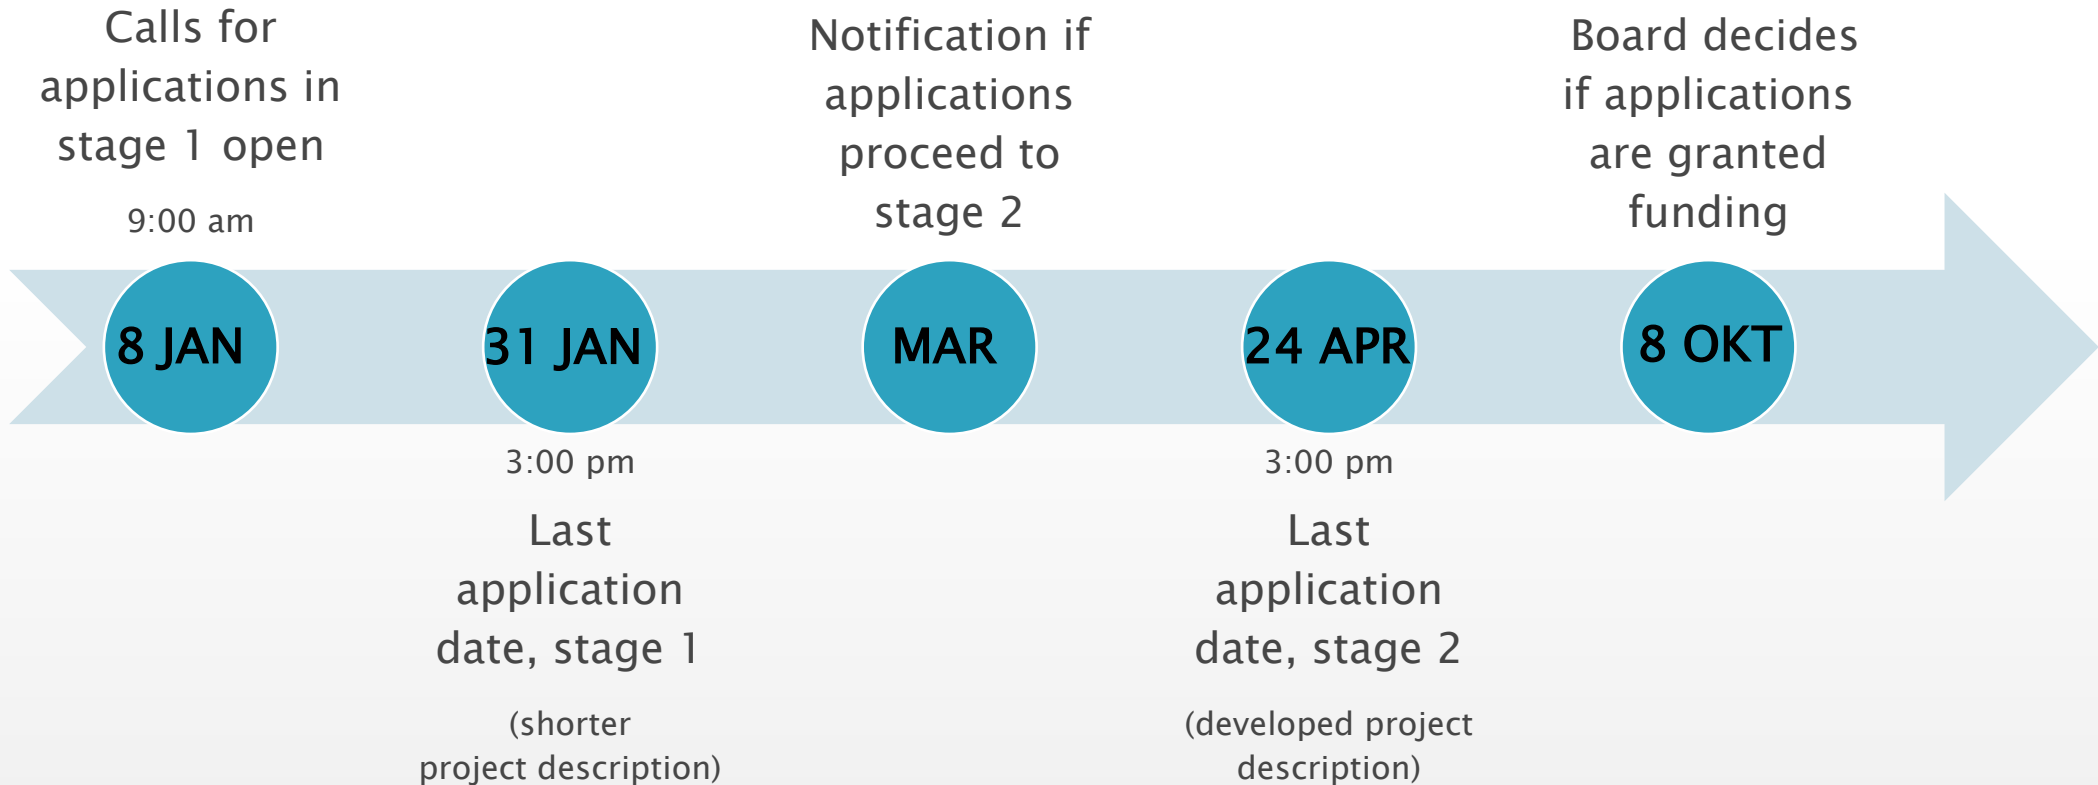 Calls for
applications in
stage 1 open
9:00 am
8 JAN
31 JAN
3:00 pm
Last
application
date, stage 1
(shorter
project description)
Notification if
applications
proceed to
stage 2
MAR
24 APR
3:00 pm
Last
application
date, stage 2
(developed project
description)
Board decides
if applications
are granted
funding
8 OKT